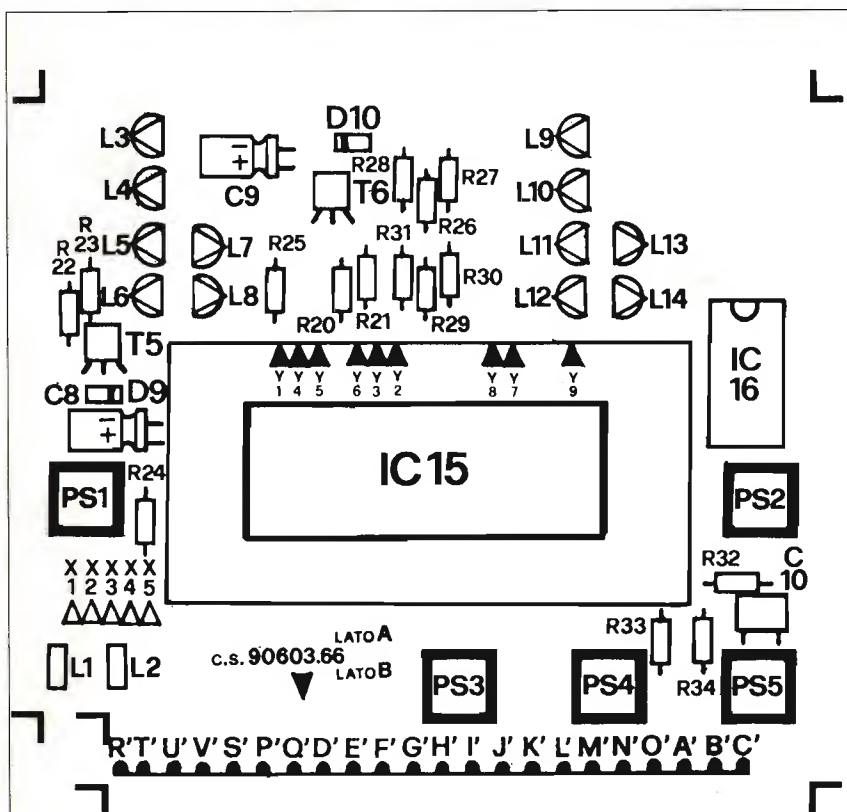 D10
L3
L9
R28
R27
C9
T6
L4
L10
R26
R
23
R
22
L5
L7
R25
R31
L11
L13
R30
L6
L8
R20
R21
R29
L12
L14
T5
Y Y Y Y Y Y Y Y Y
1 4 5 6 3 2 8 7 9
IC
16
C8
D9
- +
IC15
R24
PS1
PS2
X X X X X
1 2 3 4 5
R32
C
10
R33
LATO A
C.S. 90603.66
LATO B
L1
L2
PS3
PS4
R34
PS5
R' T' U' V' S' P' Q' D' E' F' G' H' I' J' K' L' M' N' O' A' B' C'